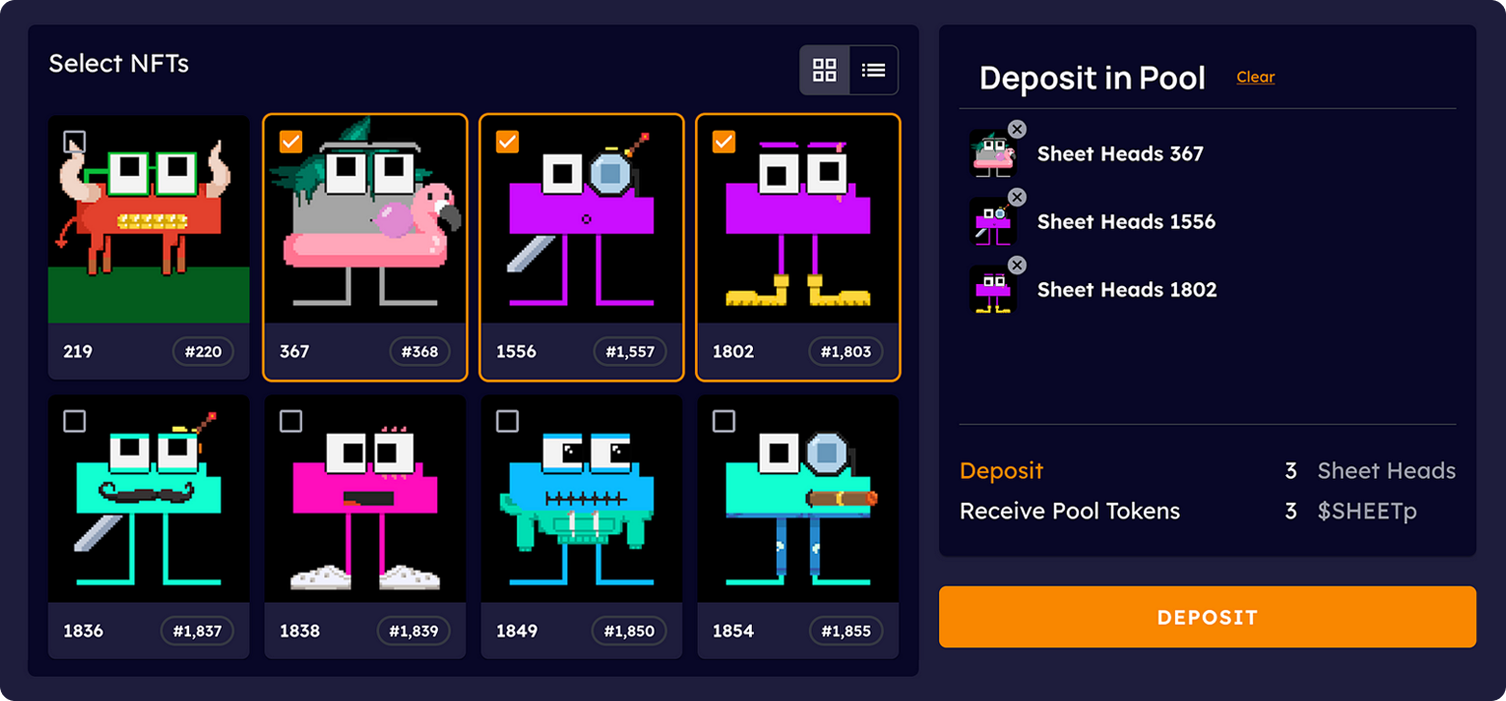 Select NFTs
219 #220
367 #368
1556 #1,557
1802 #1,803
1836 #1,837
1838 #1,839
1849 #1,850
1854 #1,855
Deposit in Pool Clear
Sheet Heads 367
Sheet Heads 1556
Sheet Heads 1802
Deposit 3 Sheet Heads
Receive Pool Tokens 3 $SHEETp
DEPOSIT